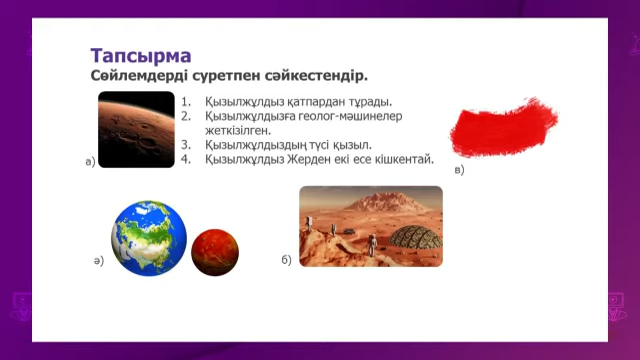 Тапсырма
Сөйлемдерді суретпен сәйкестендір.
1. Қызылжұлдыз қатпардан тұрады.
2. Қызылжұлдызға геолог-мәшинелер
жеткізілген.
3. Қызылжұлдыздың түсі қызыл.
4. Қызылжұлдыз Жерден екі есе кішкентай.
а)
в)
ә)
б)